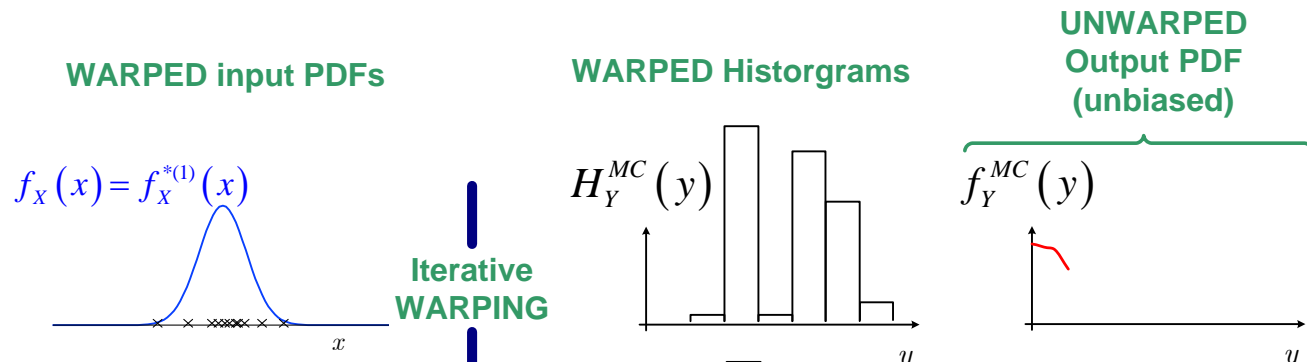 WARPED input PDFs
f_X(x) = f_X^{*(1)}(x)
x
Iterative
WARPING
WARPED Historgrams
H_Y^{MC}(y)
y
UNWARPED
Output PDF
(unbiased)
f_Y^{MC}(y)
y